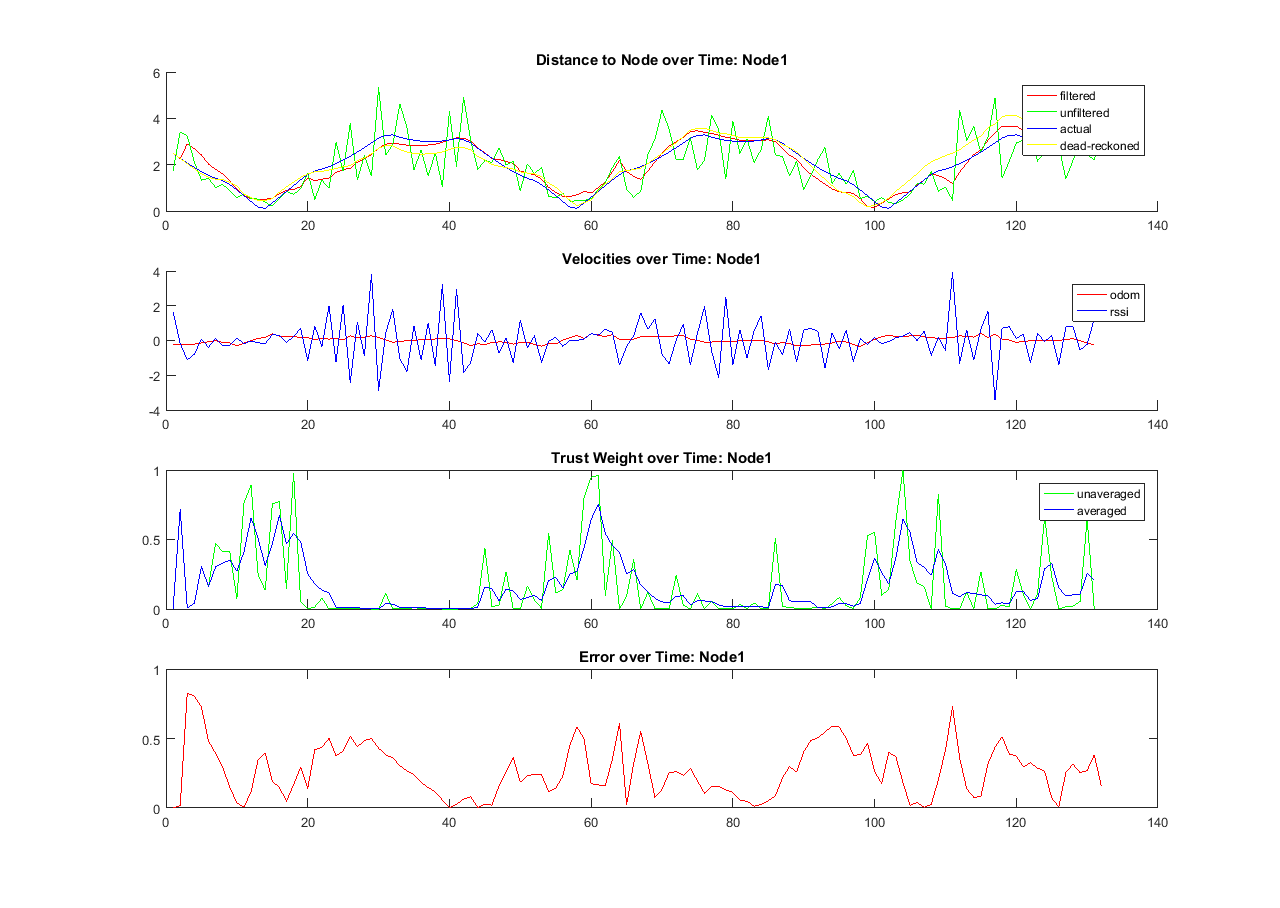 Distance to Node over Time: Node1
6
4
2
0
filtered
unfiltered
actual
dead-reckoned
0 20 40 60 80 100 120 140
Velocities over Time: Node1
4
2
0
-2
-4
odom
rssi
0 20 40 60 80 100 120 140
Trust Weight over Time: Node1
1
0.5
0
unaveraged
averaged
0 20 40 60 80 100 120 140
Error over Time: Node1
1
0.5
0
0 20 40 60 80 100 120 140